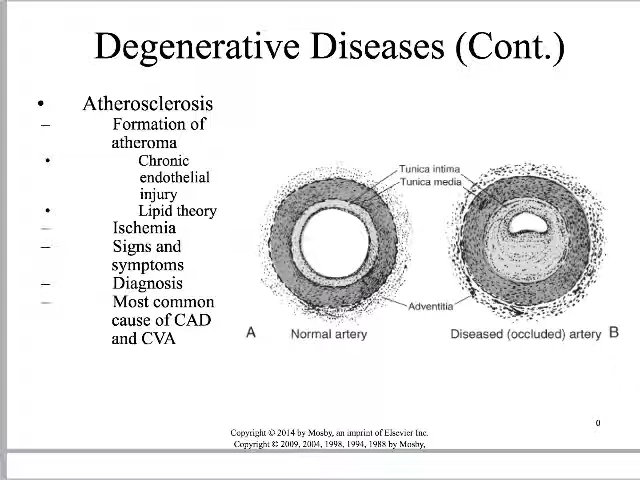 Degenerative Diseases (Cont.)
• Atherosclerosis
– Formation of
atheroma
• Chronic
endothelial
injury
• Lipid theory
– Ischemia
– Signs and
symptoms
– Diagnosis
– Most common
cause of CAD
and CVA
Tunica intima
Tunica media
Adventitia
A Normal artery
Diseased (occluded) artery B
0
Copyright © 2014 by Mosby, an imprint of Elsevier Inc.
Copyright © 2009, 2004, 1998, 1994, 1988 by Mosby,